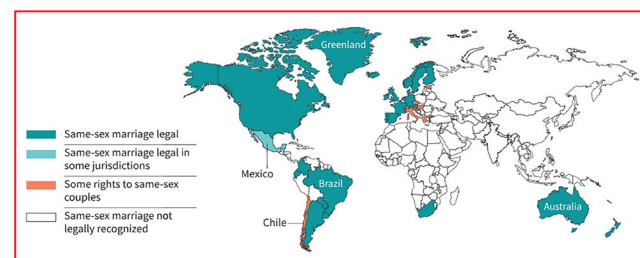 Greenland
Same-sex marriage legal
Same-sex marriage legal in
some jurisdictions
Some rights to same-sex
couples
Same-sex marriage not
legally recognized
Mexico
Brazil
Chile
Australia